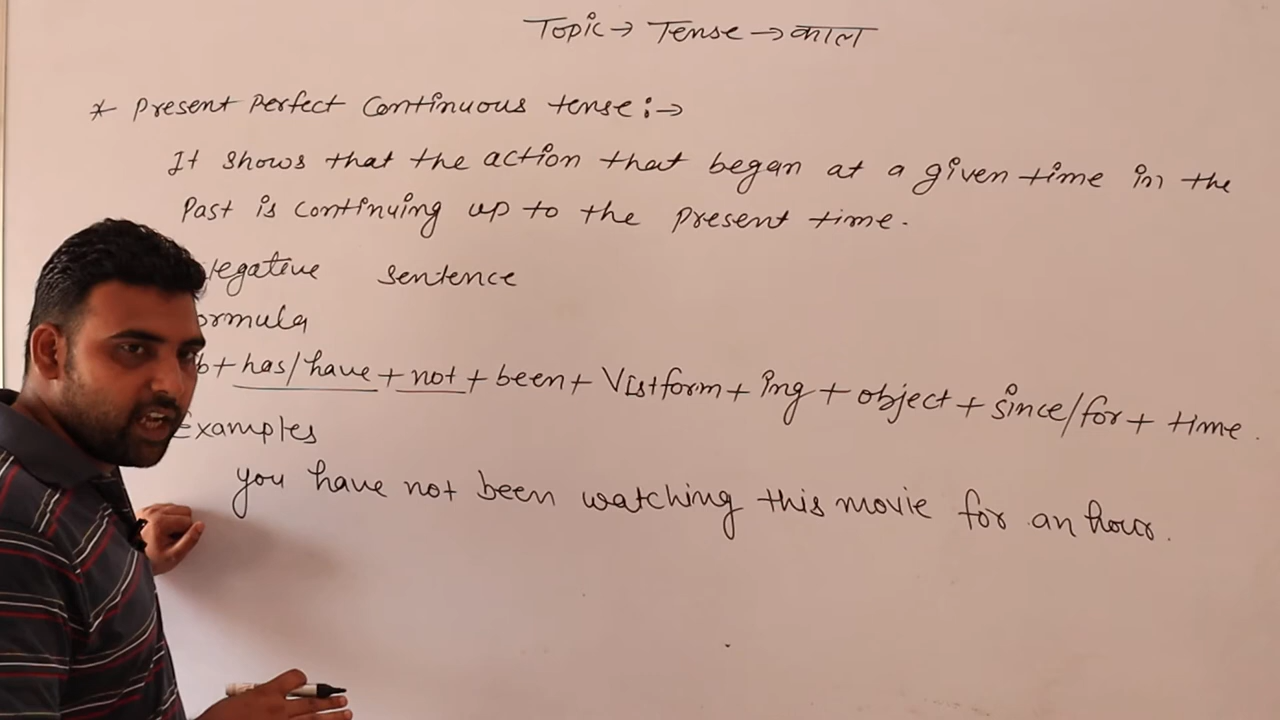 Topic → Tense → काल
* Present Perfect Continuous tense :→
It shows that the action that began at a given time in the
Past is continuing up to the present time.
Negative sentence
ormula
b + has/have + not + been + V1st form + ing + object + since/for + time.
Examples
you have not been watching this movie for an hour.